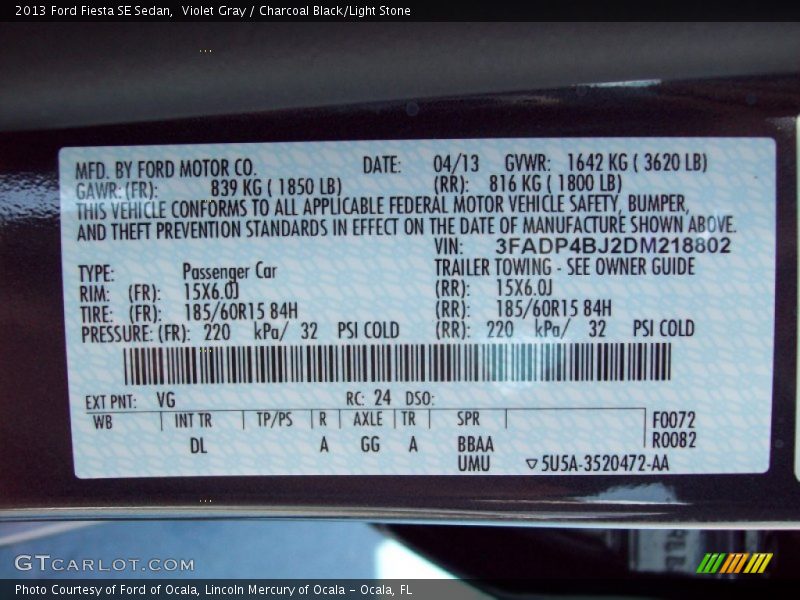 2013 Ford Fiesta SE Sedan,  Violet Gray / Charcoal Black/Light Stone
MFD. BY FORD MOTOR CO. DATE: 04/13 GVWR: 1642 KG ( 3620 LB)
GAWR: (FR): 839 KG ( 1850 LB) (RR): 816 KG ( 1800 LB)
THIS VEHICLE CONFORMS TO ALL APPLICABLE FEDERAL MOTOR VEHICLE SAFETY, BUMPER,
AND THEFT PREVENTION STANDARDS IN EFFECT ON THE DATE OF MANUFACTURE SHOWN ABOVE.
VIN: 3FADP4BJ2DM218802
TYPE: Passenger Car TRAILER TOWING - SEE OWNER GUIDE
RIM: (FR): 15X6.0J (RR): 15X6.0J
TIRE: (FR): 185/60R15 84H (RR): 185/60R15 84H
PRESSURE: (FR): 220 kPa/ 32 PSI COLD (RR): 220 kPa/ 32 PSI COLD
EXT PNT: VG RC: 24 DSO:
WB INT TR TP/PS R AXLE TR SPR F0072
DL A GG A BBAA R0082
UMU ▽5U5A-3520472-AA
GTCARLOT.COM
Photo Courtesy of Ford of Ocala, Lincoln Mercury of Ocala – Ocala, FL